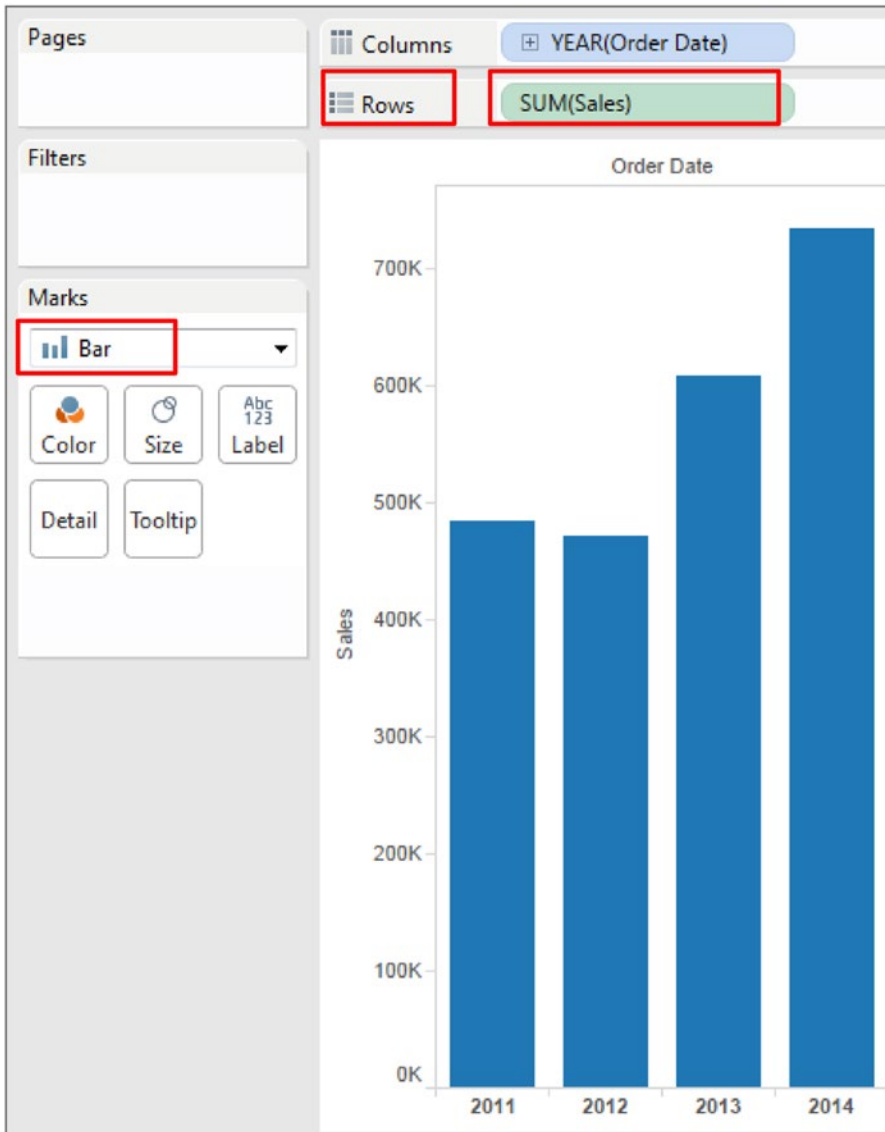 Pages
Columns
YEAR(Order Date)
Rows
SUM(Sales)
Filters
Marks
Bar
Color
Size
Abc
123
Label
Detail
Tooltip
Order Date
Sales
700K
600K
500K
400K
300K
200K
100K
0K
2011
2012
2013
2014